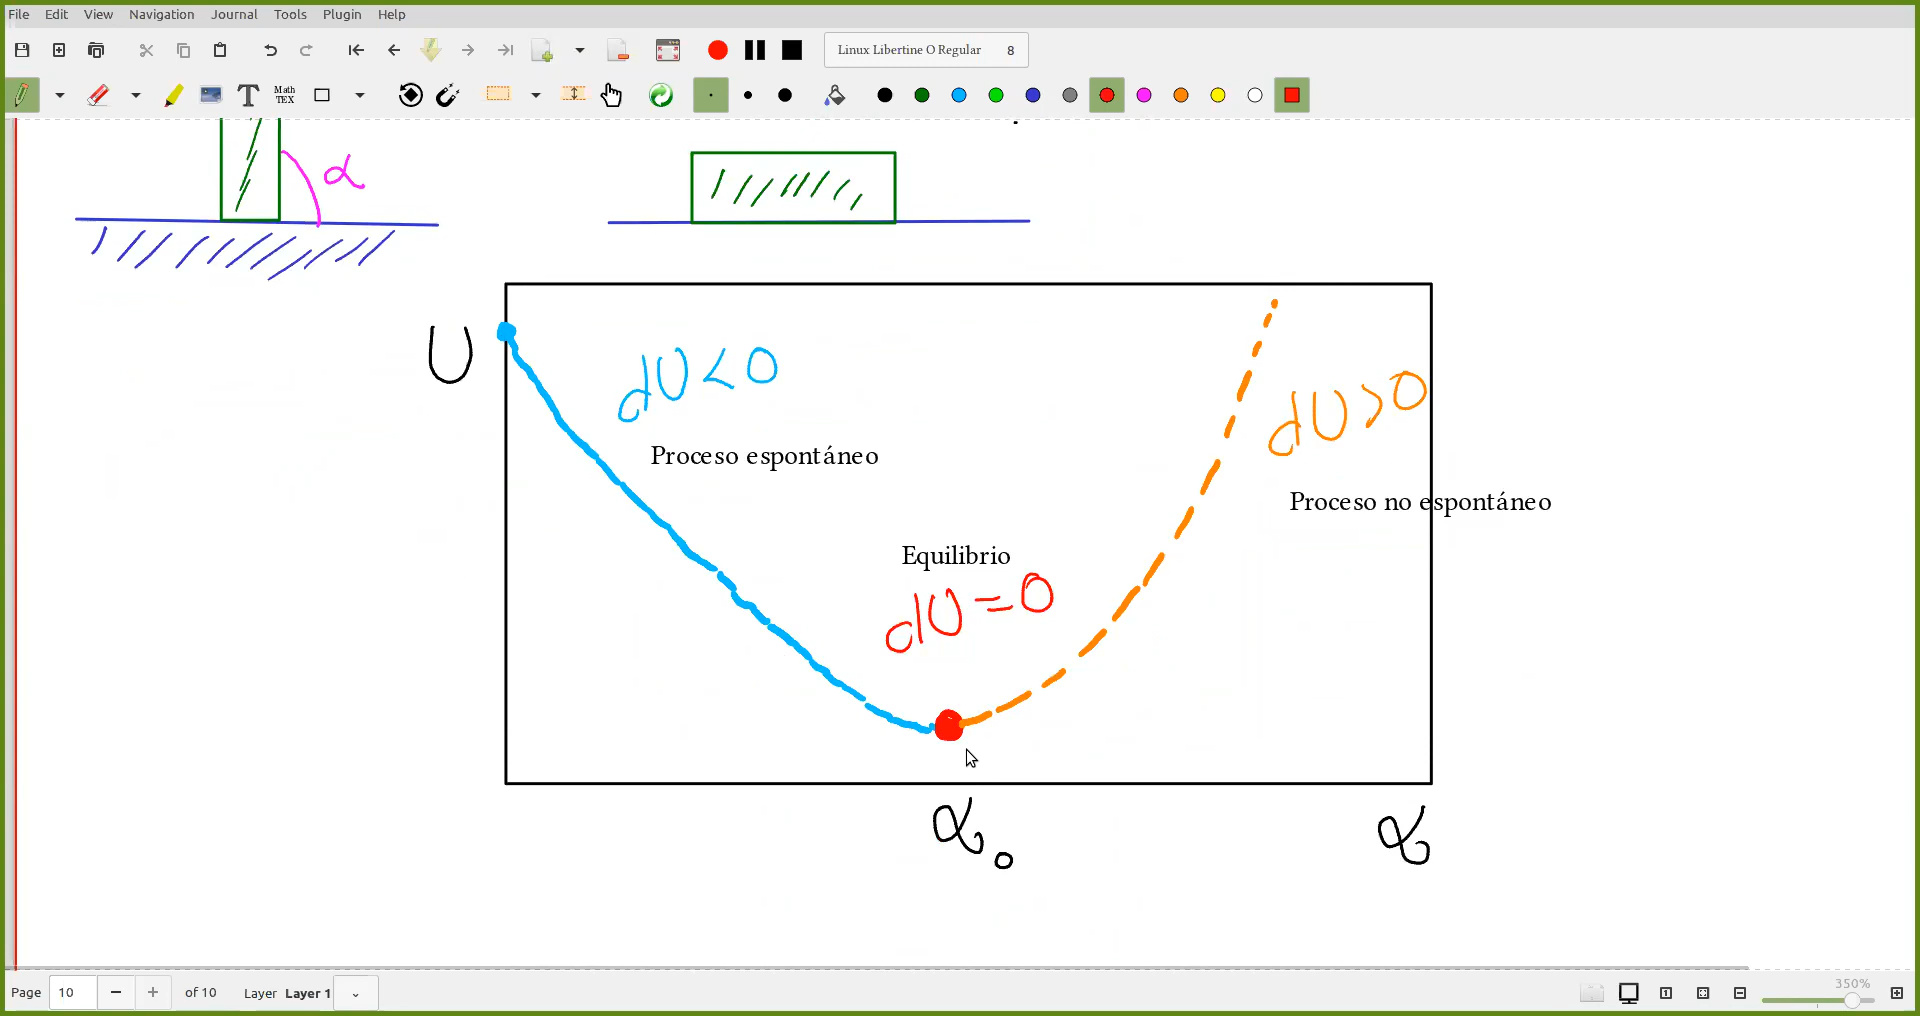 File Edit View Navigation Journal Tools Plugin Help
Linux Libertine O Regular 8
T Math TEX
α
U
dU<0
Proceso espontáneo
dU>0
Proceso no espontáneo
Equilibrio
dU=0
α₀
α
Page 10 of 10 Layer Layer 1
350%